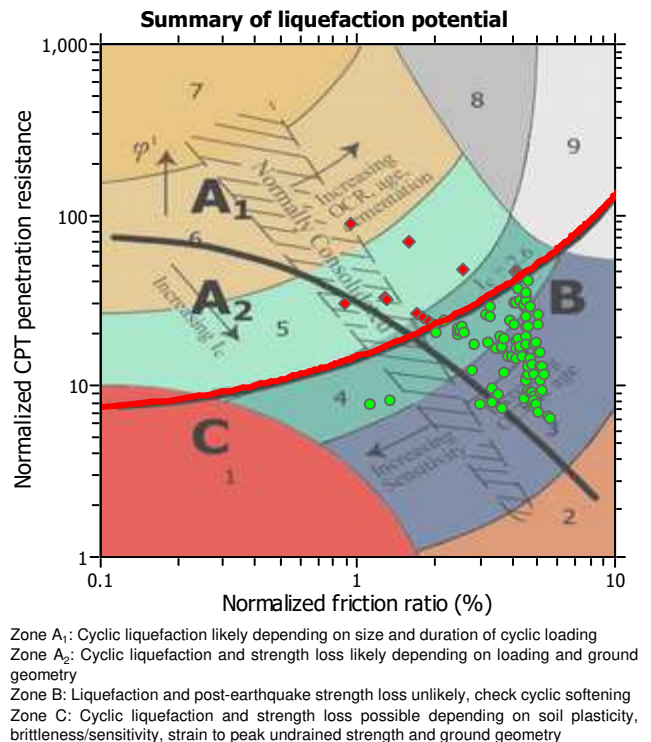 Summary of liquefaction potential
1,000
100
10
1
Normalized CPT penetration resistance
7
8
9
φ'
A1
Normally Consolidated
Increasing
OCR, age,
cementation
6
Increasing Ic
A2
5
Ic = 2.6
B
4
Increasing
Sensitivity
3
C
1
2
0.1
1
10
Normalized friction ratio (%)
Zone A1: Cyclic liquefaction likely depending on size and duration of cyclic loading
Zone A2: Cyclic liquefaction and strength loss likely depending on loading and ground
geometry
Zone B: Liquefaction and post-earthquake strength loss unlikely, check cyclic softening
Zone C: Cyclic liquefaction and strength loss possible depending on soil plasticity,
brittleness/sensitivity, strain to peak undrained strength and ground geometry